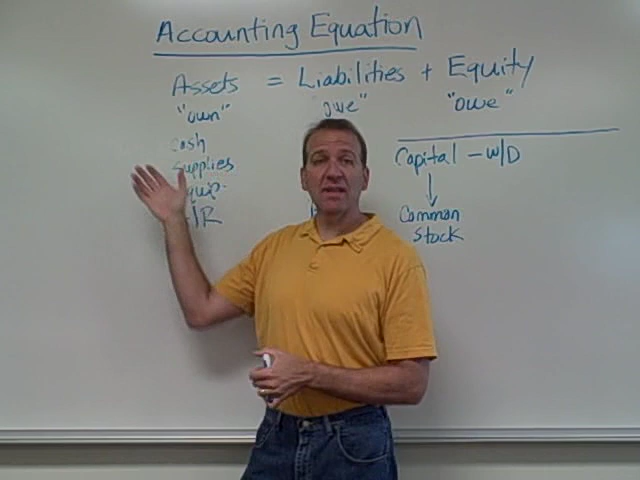 Accounting Equation
Assets = Liabilities + Equity
"own" owe" "owe"
Cash
Supplies
Capital - W/D
Common
Stock